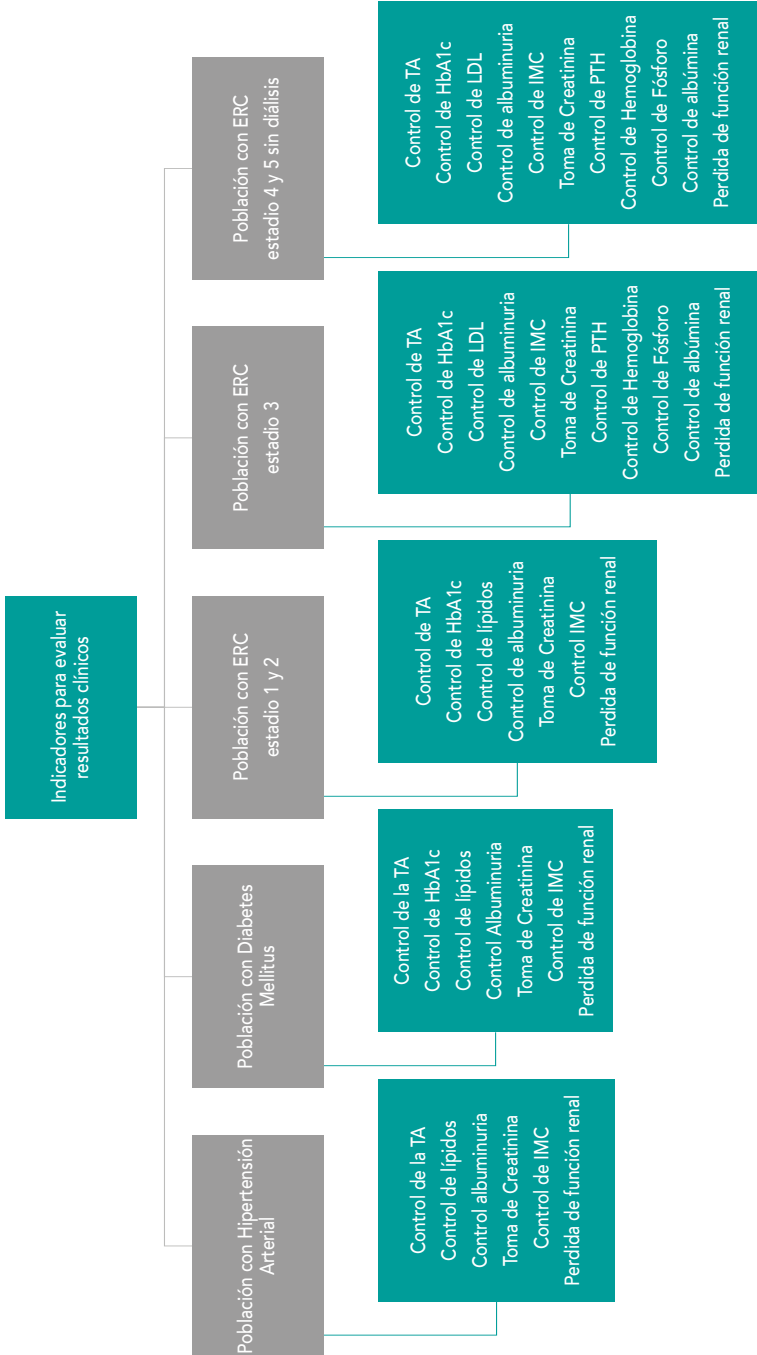 Indicadores para evaluar
resultados clínicos
Población con Hipertensión
Arterial
Control de la TA
Control de lípidos
Control albuminuria
Toma de Creatinina
Control de IMC
Perdida de función renal
Población con Diabetes
Mellitus
Control de la TA
Control de HbA1c
Control de lípidos
Control Albuminuria
Toma de Creatinina
Control de IMC
Perdida de función renal
Población con ERC
estadio 1 y 2
Control de TA
Control de HbA1c
Control de lípidos
Control de albuminuria
Toma de Creatinina
Control IMC
Perdida de función renal
Población con ERC
estadio 3
Control de TA
Control de HbA1c
Control de LDL
Control de albuminuria
Control de IMC
Toma de Creatinina
Control de PTH
Control de Hemoglobina
Control de Fósforo
Control de albúmina
Perdida de función renal
Población con ERC
estadio 4 y 5 sin diálisis
Control de TA
Control de HbA1c
Control de LDL
Control de albuminuria
Control de IMC
Toma de Creatinina
Control de PTH
Control de Hemoglobina
Control de Fósforo
Control de albúmina
Perdida de función renal